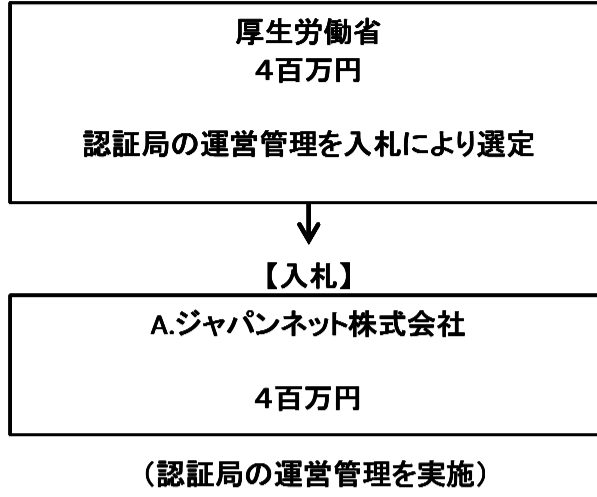 厚生労働省
４百万円
認証局の運営管理を入札により選定
【入札】
A.ジャパンネット株式会社
４百万円
（認証局の運営管理を実施）